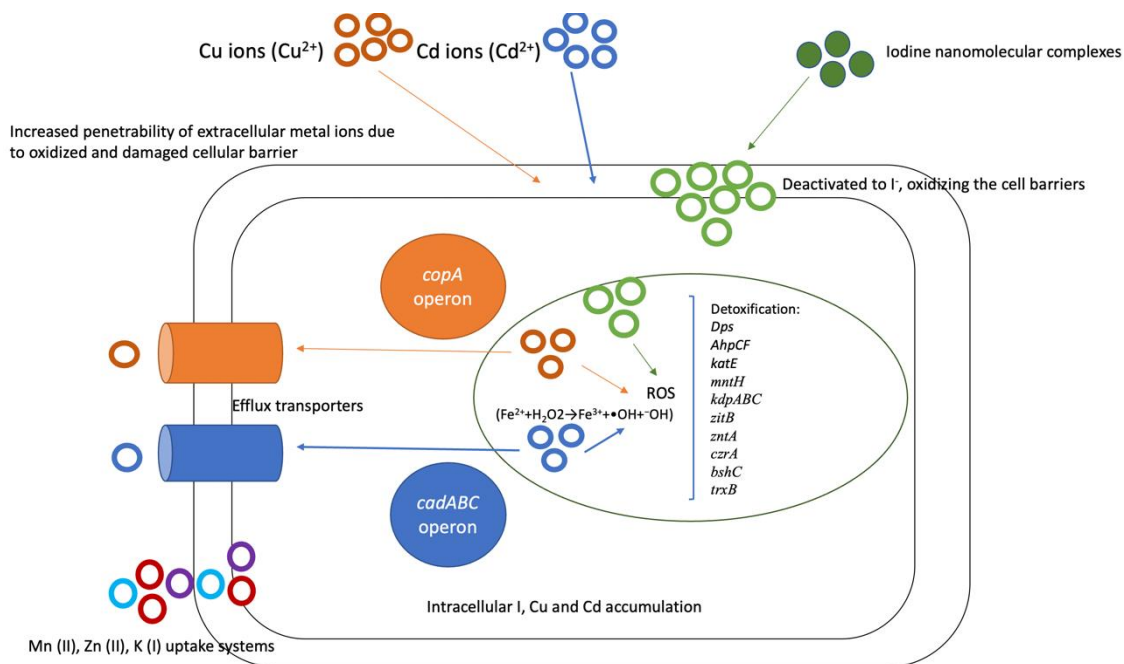 Cu ions (Cu²⁺)
Cd ions (Cd²⁺)
Iodine nanomolecular complexes
Increased penetrability of extracellular metal ions due
to oxidized and damaged cellular barrier
Deactivated to I⁻, oxidizing the cell barriers
copA
operon
Detoxification:
Dps
AhpCF
katE
mntH
kdpABC
zitB
zntA
czrA
bshC
trxB
ROS
(Fe²⁺+H₂O2→Fe³⁺+•OH+⁻OH)
Efflux transporters
cadABC
operon
Intracellular I, Cu and Cd accumulation
Mn (II), Zn (II), K (I) uptake systems